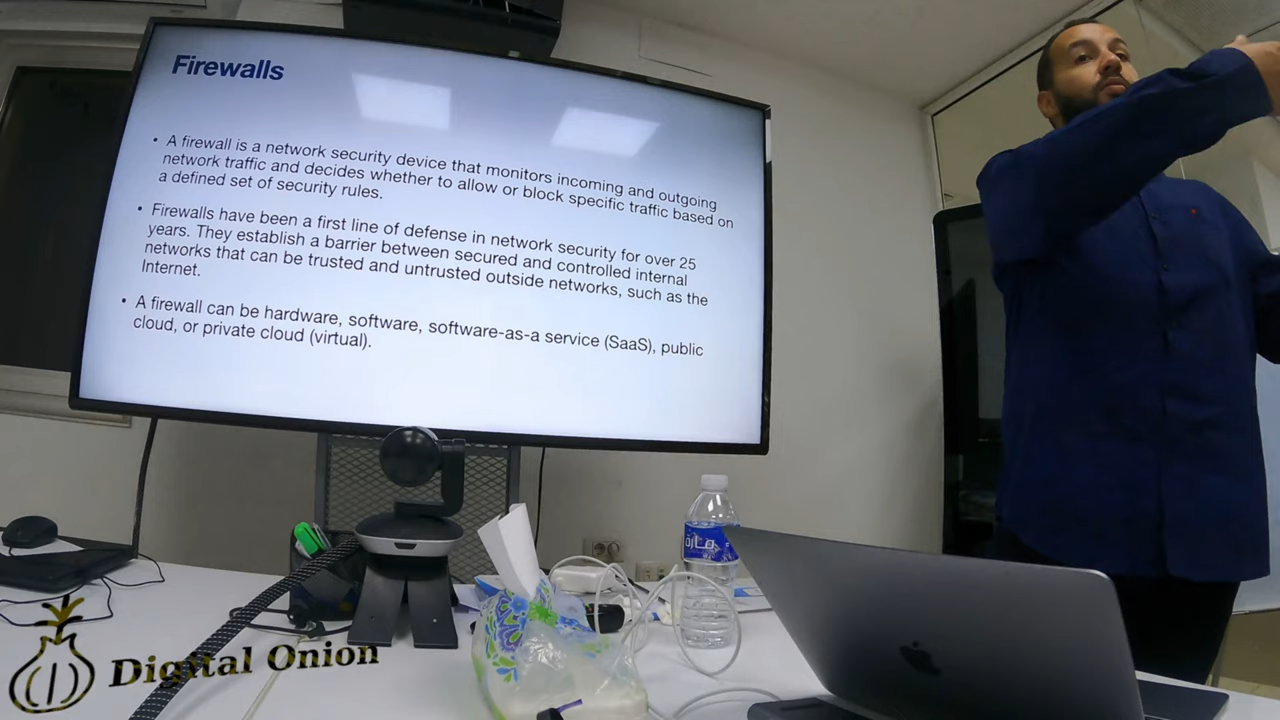 Firewalls
• A firewall is a network security device that monitors incoming and outgoing
network traffic and decides whether to allow or block specific traffic based on
a defined set of security rules.
• Firewalls have been a first line of defense in network security for over 25
years. They establish a barrier between secured and controlled internal
networks that can be trusted and untrusted outside networks, such as the
Internet.
• A firewall can be hardware, software, software-as-a service (SaaS), public
cloud, or private cloud (virtual).
Digital Onion